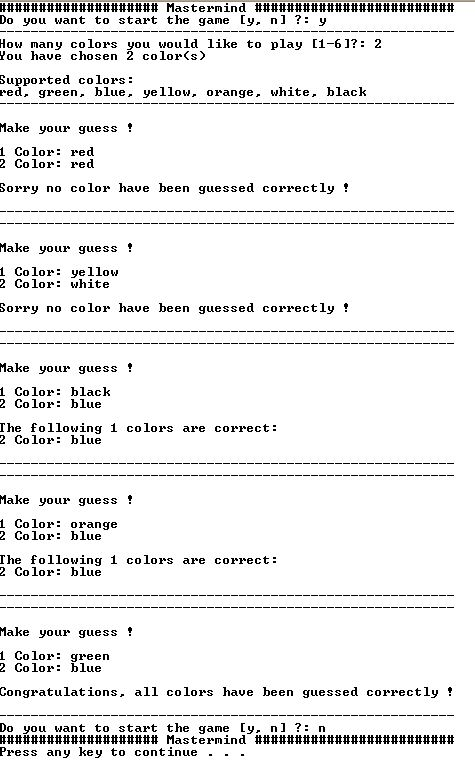 ##################### Mastermind ##########################
Do you want to start the game [y, n] ?: y
-----------------------------------------------------------
How many colors you would like to play [1-6]?: 2
You have chosen 2 color(s)
Supported colors:
red, green, blue, yellow, orange, white, black
-----------------------------------------------------------
Make your guess !
1 Color: red
2 Color: red
Sorry no color have been guessed correctly !
-----------------------------------------------------------
-----------------------------------------------------------
Make your guess !
1 Color: yellow
2 Color: white
Sorry no color have been guessed correctly !
-----------------------------------------------------------
-----------------------------------------------------------
Make your guess !
1 Color: black
2 Color: blue
The following 1 colors are correct:
2 Color: blue
-----------------------------------------------------------
-----------------------------------------------------------
Make your guess !
1 Color: orange
2 Color: blue
The following 1 colors are correct:
2 Color: blue
-----------------------------------------------------------
-----------------------------------------------------------
Make your guess !
1 Color: green
2 Color: blue
Congratulations, all colors have been guessed correctly !
-----------------------------------------------------------
Do you want to start the game [y, n] ?: n
##################### Mastermind ##########################
Press any key to continue . . .